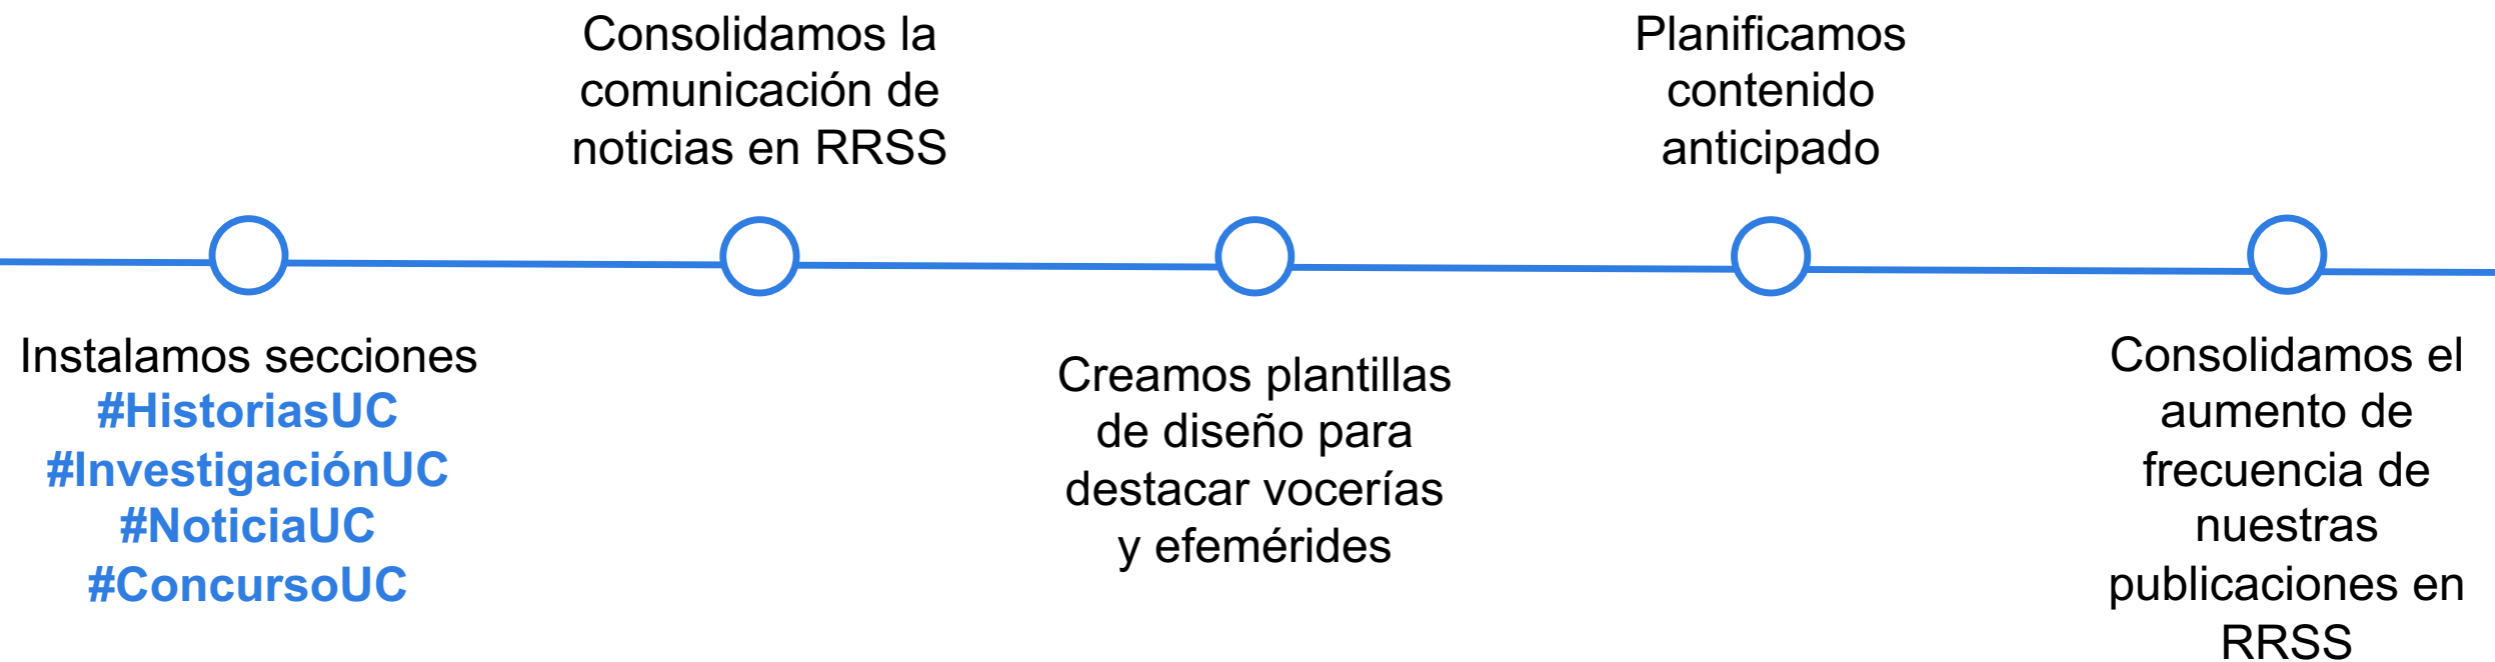 Instalamos secciones
#HistoriasUC
#InvestigaciónUC
#NoticiaUC
#ConcursoUC
Consolidamos la
comunicación de
noticias en RRSS
Creamos plantillas
de diseño para
destacar vocerías
y efemérides
Planificamos
contenido
anticipado
Consolidamos el
aumento de
frecuencia de
nuestras
publicaciones en
RRSS